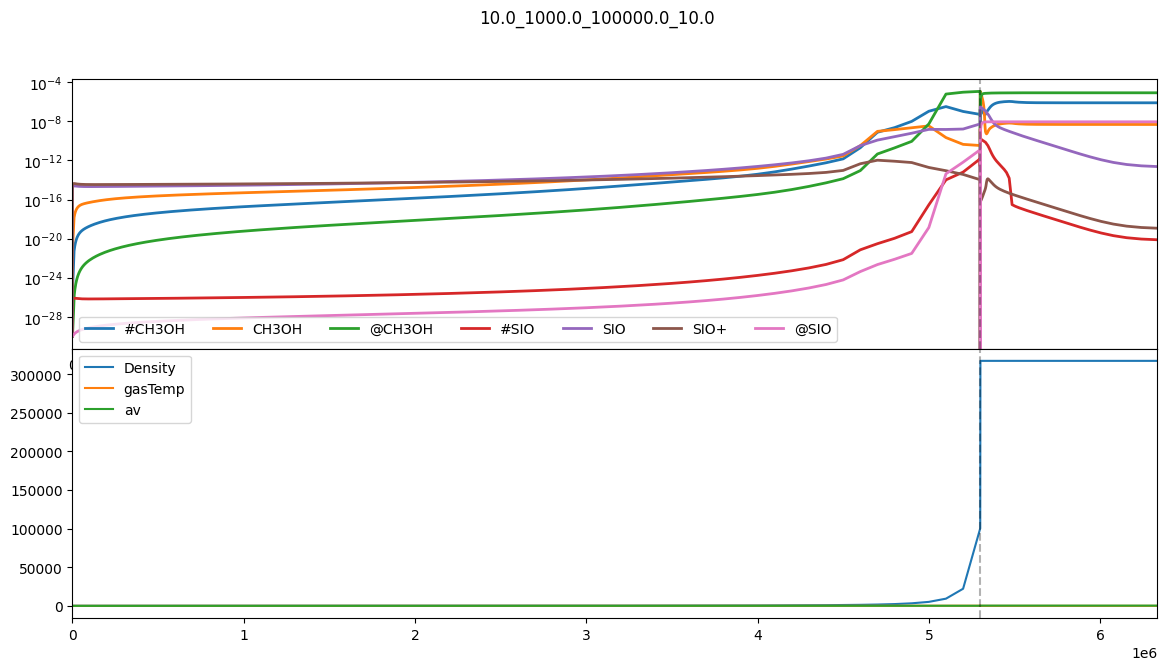 10.0_1000.0_100000.0_10.0
10⁻⁴
10⁻⁸
10⁻¹²
10⁻¹⁶
10⁻²⁰
10⁻²⁴
10⁻²⁸
#CH3OH CH3OH @CH3OH #SIO SIO SIO+ @SIO
300000
250000
200000
150000
100000
50000
0
Density
gasTemp
av
0 1 2 3 4 5 6
1e6